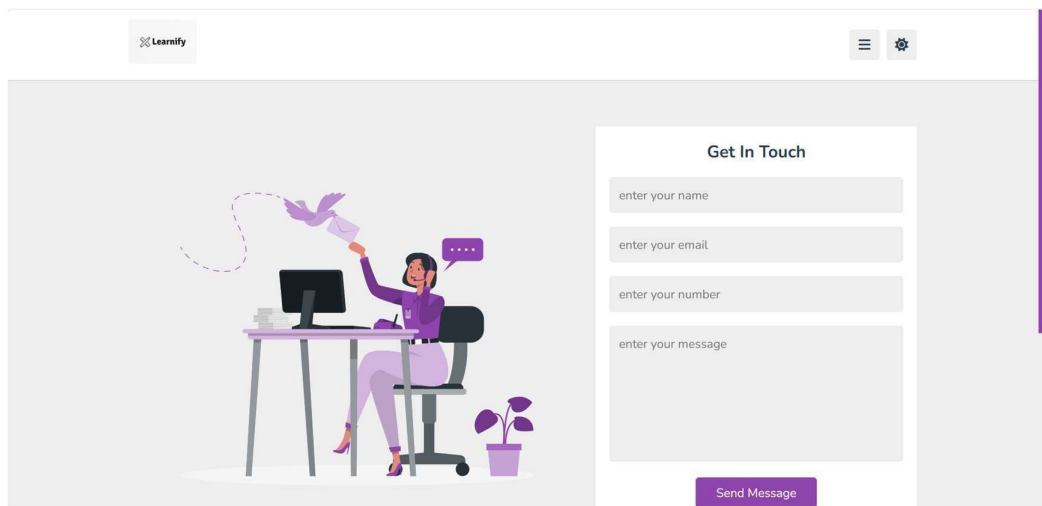 Learnify
Get In Touch
enter your name
enter your email
enter your number
enter your message
Send Message